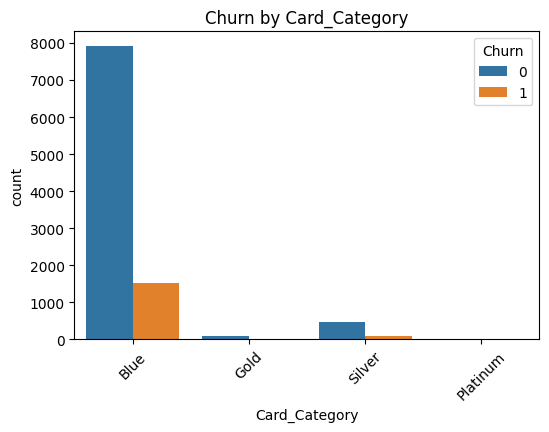 Churn by Card_Category
Churn
0
1
8000
7000
6000
5000
4000
3000
2000
1000
0
count
Blue
Gold
Silver
Platinum
Card_Category